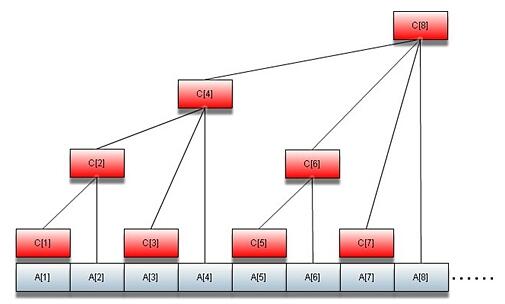 C[8]
C[4]
C[2]
C[6]
C[1]
C[3]
C[5]
C[7]
A[1] A[2] A[3] A[4] A[5] A[6] A[7] A[8] ......